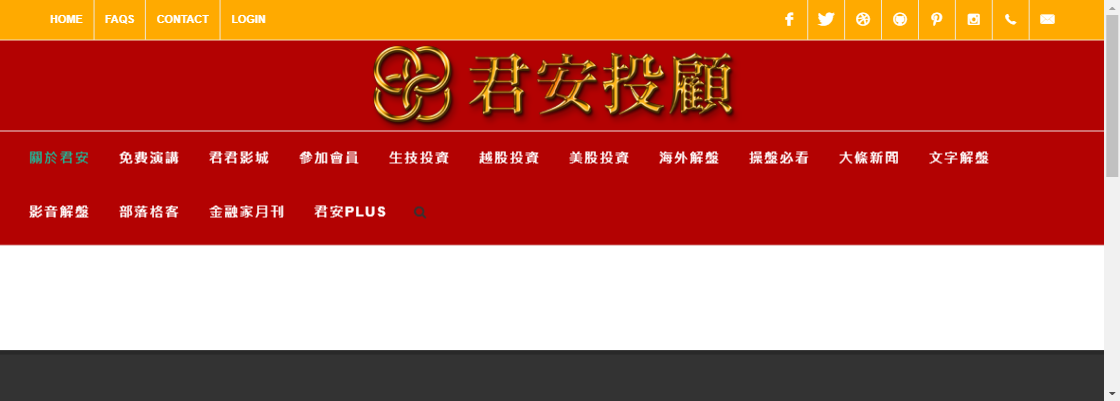 HOME FAQS CONTACT LOGIN
君安投顧
關於君安 免費演講 君君影城 參加會員 生技投資 越股投資 美股投資 海外解盤 操盤必看 大條新聞 文字解盤
影音解盤 部落格客 金融家月刊 君安PLUS